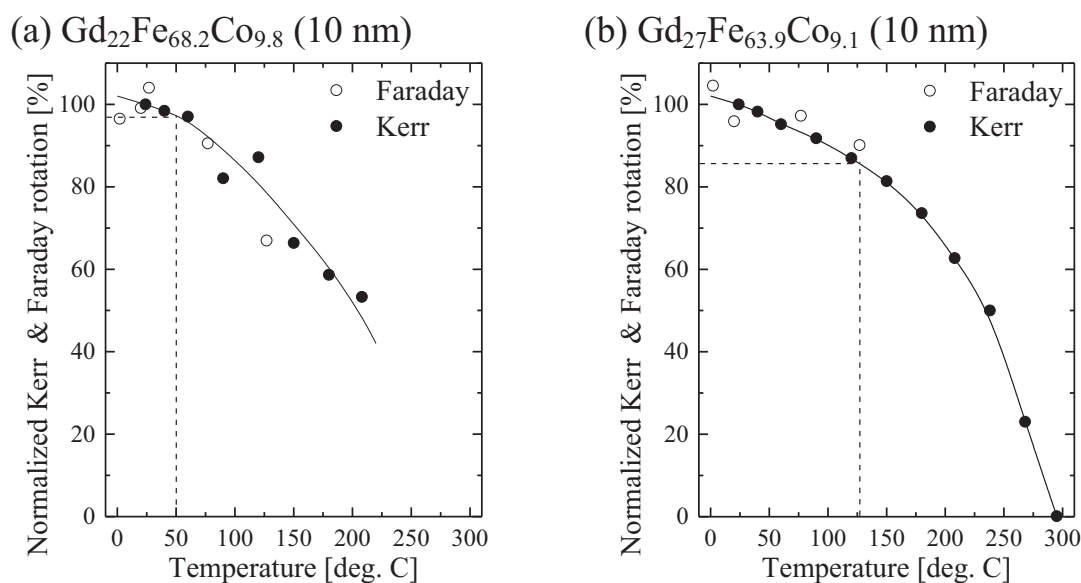 (a) Gd₂₂Fe₆₈.₂Co₉.₈ (10 nm)
Normalized Kerr & Faraday rotation [%]
100
80
60
40
20
0
Faraday
Kerr
0 50 100 150 200 250 300
Temperature [deg. C]
(b) Gd₂₇Fe₆₃.₉Co₉.₁ (10 nm)
Normalized Kerr & Faraday rotation [%]
100
80
60
40
20
0
Faraday
Kerr
0 50 100 150 200 250 300
Temperature [deg. C]